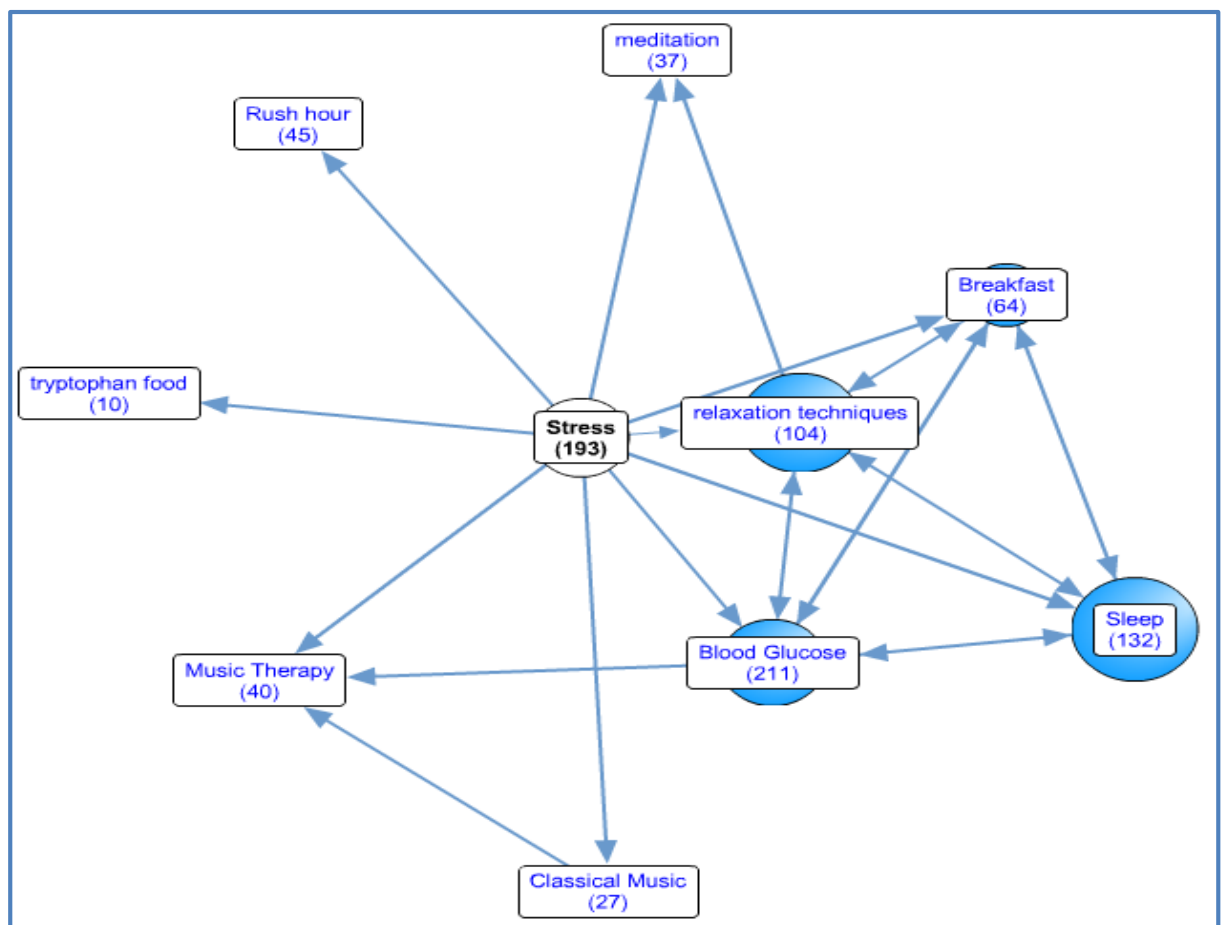 meditation
(37)
Rush hour
(45)
Breakfast
(64)
tryptophan food
(10)
relaxation techniques
(104)
Stress
(193)
Sleep
(132)
Blood Glucose
(211)
Music Therapy
(40)
Classical Music
(27)